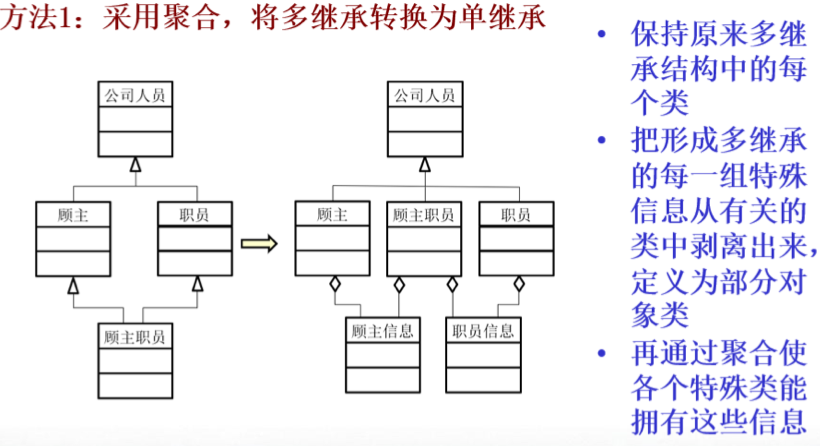 方法1：采用聚合，将多继承转换为单继承
公司人员
顾主
职员
顾主职员
公司人员
顾主
顾主职员
职员
顾主信息
职员信息
• 保持原来多继
承结构中的每
个类
• 把形成多继承
的每一组特殊
信息从有关的
类中剥离出来，
定义为部分对
象类
• 再通过聚合使
各个特殊类能
拥有这些信息